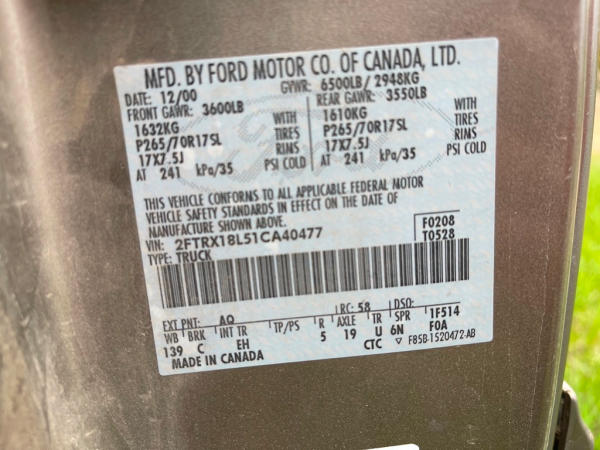 MFD. BY FORD MOTOR CO. OF CANADA, LTD.
DATE: 12/00 GVWR: 6500LB/ 2948KG
FRONT GAWR: 3600LB REAR GAWR: 3550LB
1632KG WITH 1610KG WITH
P265/70R17SL TIRES P265/70R17SL TIRES
17X7.5J RIMS 17X7.5J RIMS
AT 241 kPa/35 PSI COLD AT 241 kPa/35 PSI COLD
Ford
THIS VEHICLE CONFORMS TO ALL APPLICABLE FEDERAL MOTOR
VEHICLE SAFETY STANDARDS IN EFFECT ON THE DATE OF
MANUFACTURE SHOWN ABOVE.
VIN: 2FTRX18L51CA40477 F0208
TYPE: TRUCK T0528
EXT PNT: AQ RC: 58 DSO:
WB BRK INT TR TP/PS R AXLE TR SPR 1F514
139 C EH 5 19 U 6N F0A
CTC ▽ F85B-1520472-AB
MADE IN CANADA